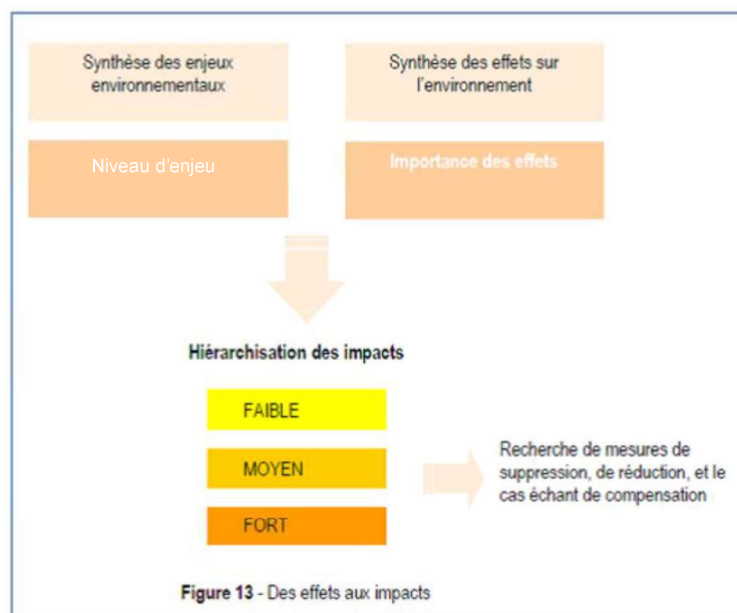 Synthèse des enjeux
environnementaux
Synthèse des effets sur
l'environnement
Niveau d'enjeu
Importance des effets
Hiérarchisation des impacts
FAIBLE
MOYEN
FORT
Recherche de mesures de
suppression, de réduction, et le
cas échant de compensation
Figure 13 - Des effets aux impacts